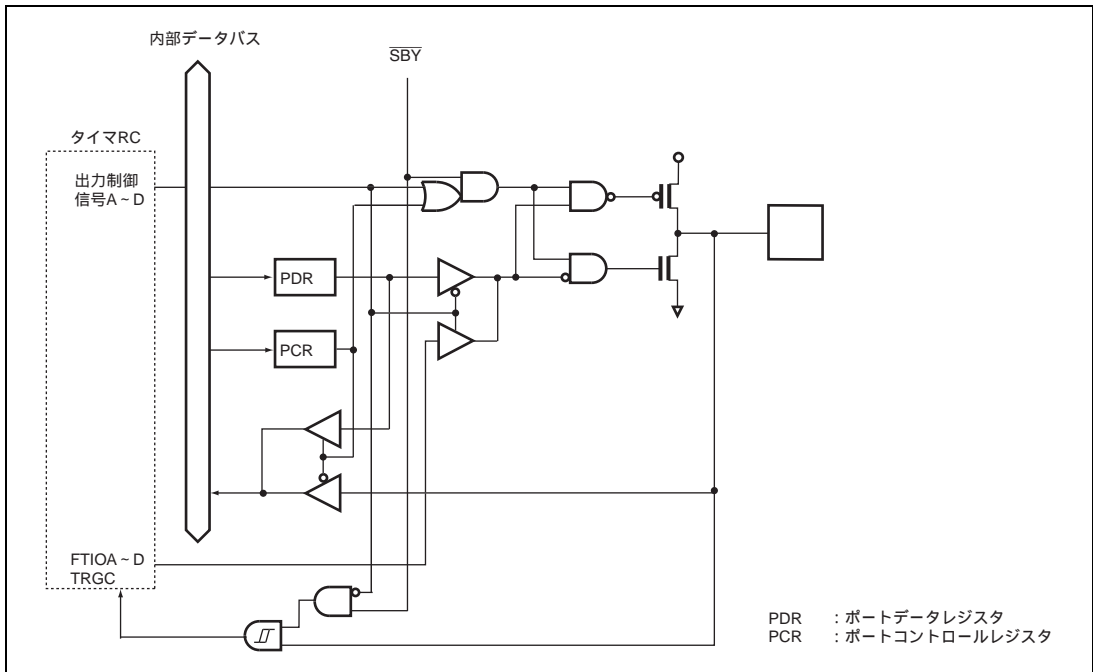 内部データバス
SBY
タイマRC
出力制御
信号A～D
PDR
PCR
FTIOA～D
TRGC
PDR :ポートデータレジスタ
PCR :ポートコントロールレジスタ